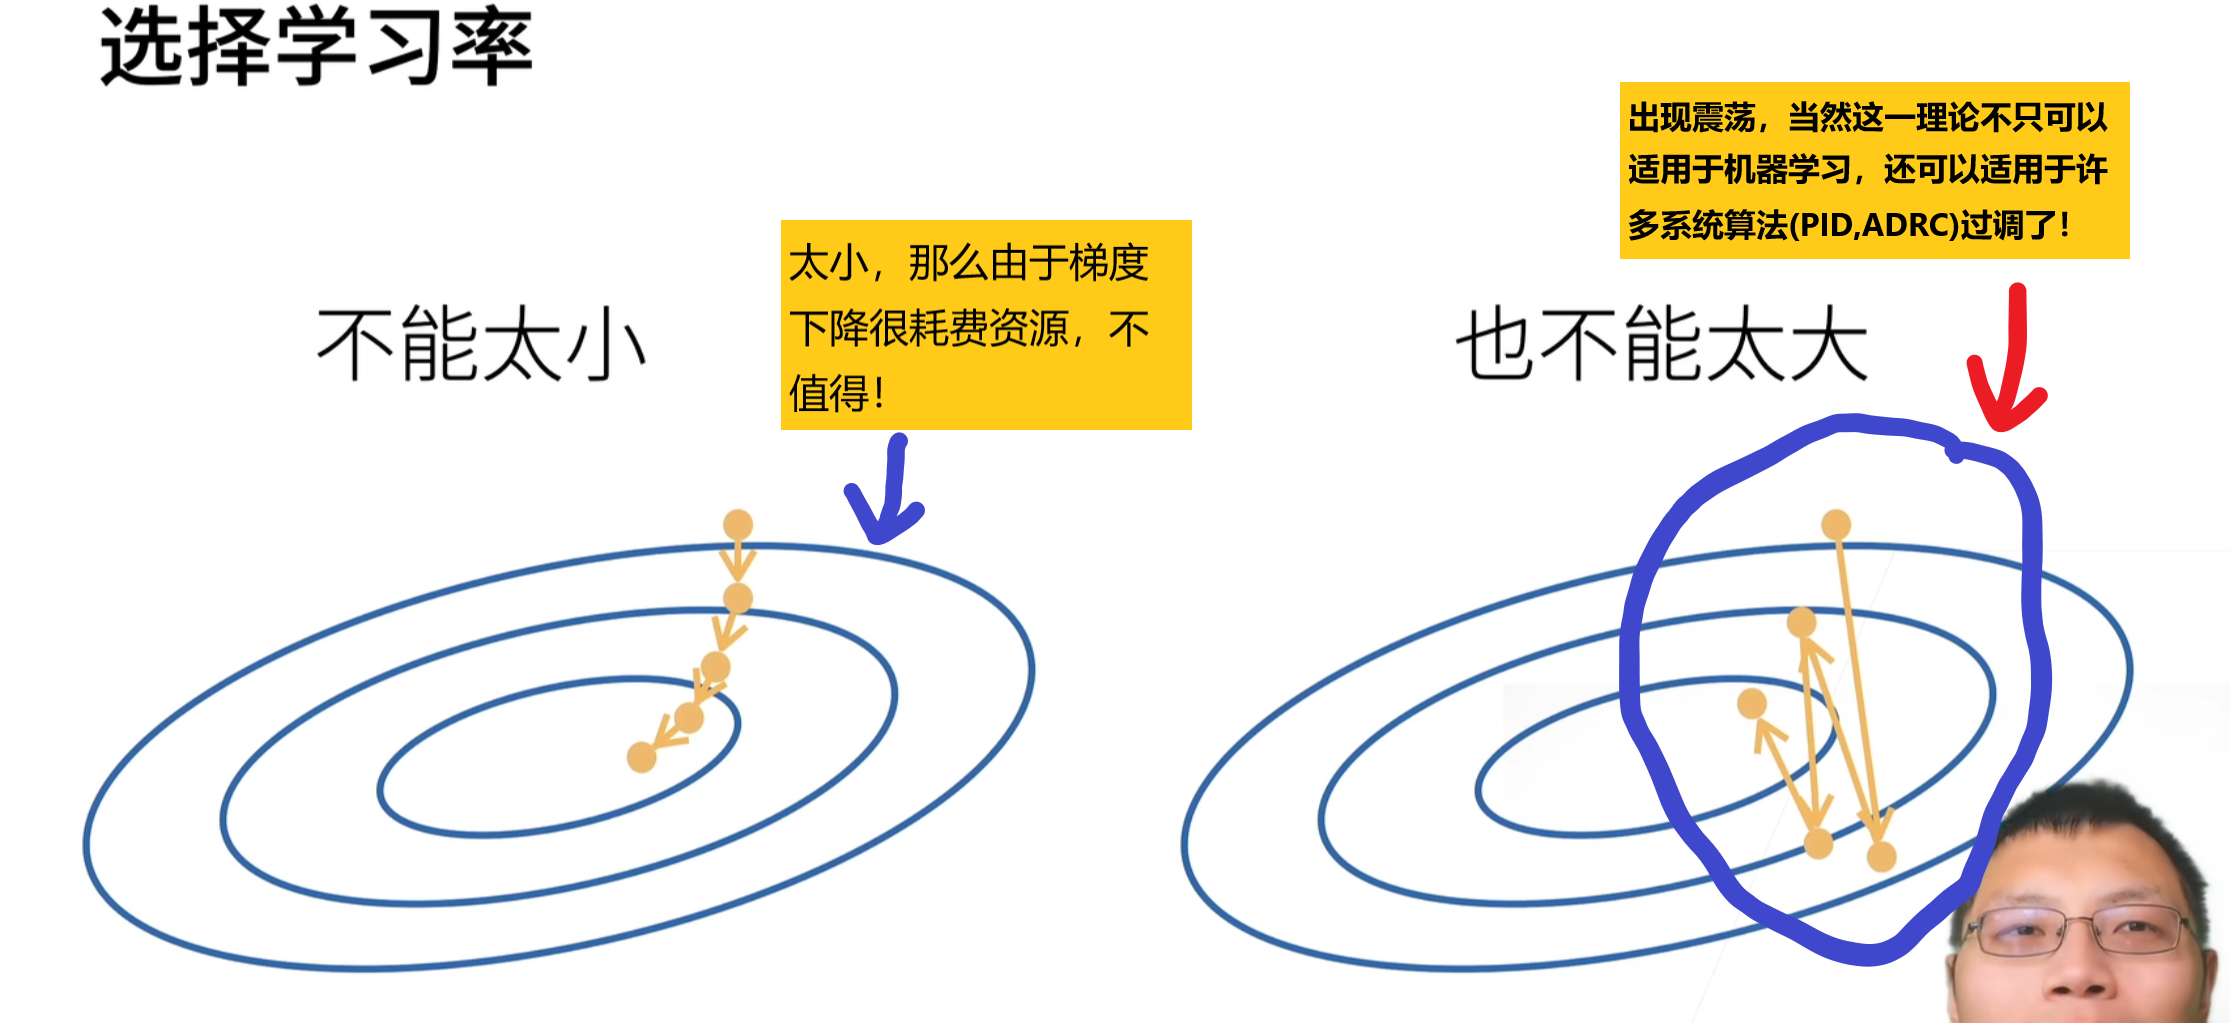 选择学习率
不能太小
太小，那么由于梯度
下降很耗费资源，不
值得！
也不能太大
出现震荡，当然这一理论不只可以
适用于机器学习，还可以适用于许
多系统算法(PID,ADRC)过调了！